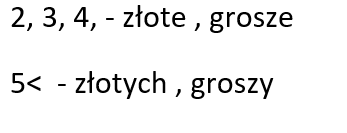 2, 3, 4, - złote , grosze
5< - złotych , groszy